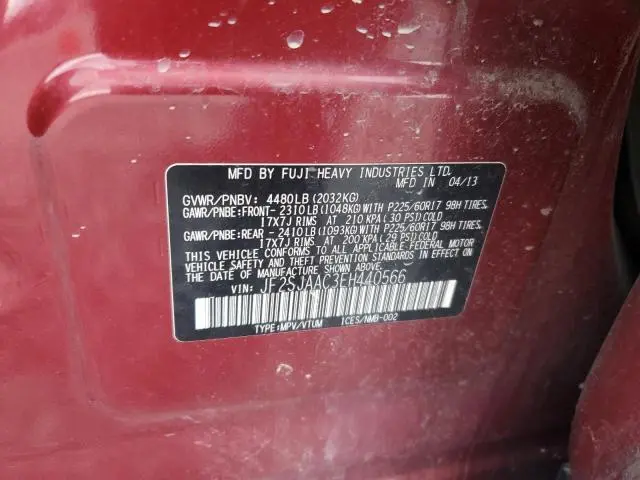 MFD BY FUJI HEAVY INDUSTRIES LTD.
MFD IN 04/13
GVWR/PNBV: 4480LB(2032KG)
GAWR/PNBE:FRONT-2310LB(1048KG)WITH P225/60R17 98H TIRES,
17X7J RIMS AT 210 KPA(30 PSI)COLD
GAWR/PNBE:REAR -2410LB(1093KG)WITH P225/60R17 98H TIRES,
17X7J RIMS AT 200 KPA(29 PSI)COLD
THIS VEHICLE CONFORMS TO ALL APPLICABLE FEDERAL MOTOR
VEHICLE SAFETY STANDARDS IN EFFECT ON THE DATE OF
MANUFACTURE SHOWN ABOVE.
VIN: JF2SJAAC3EH440566
TYPE:MPV/VTUM ICES/NMB-002